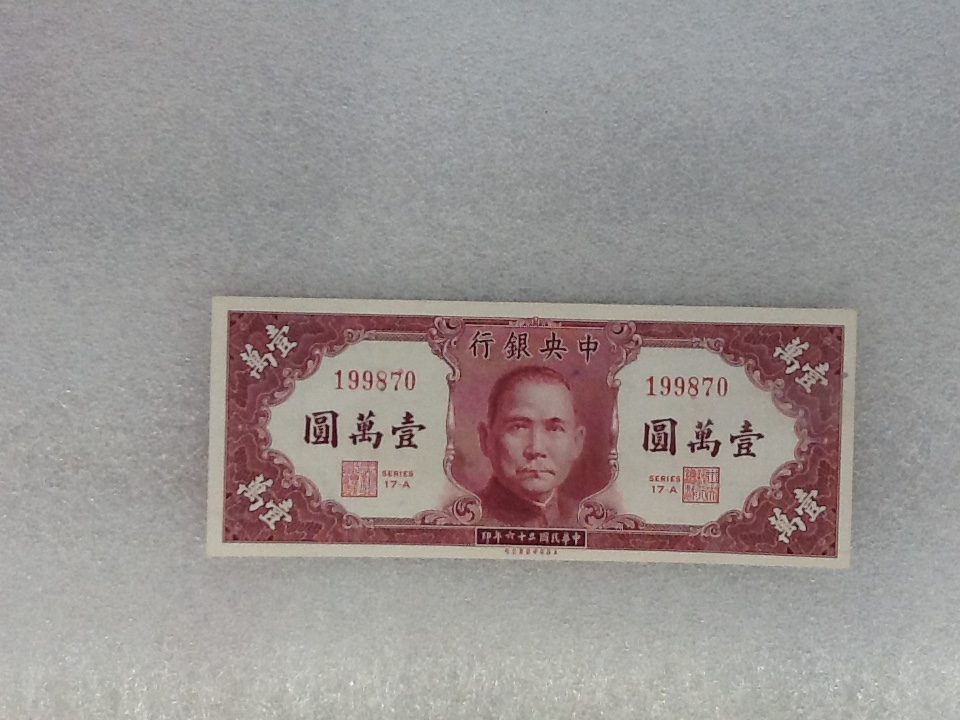 中央銀行
壹萬
壹萬
199870
199870
壹萬圓
壹萬圓
SERIES
17-A
SERIES
17-A
壹萬
壹萬
中華民國三十六年印